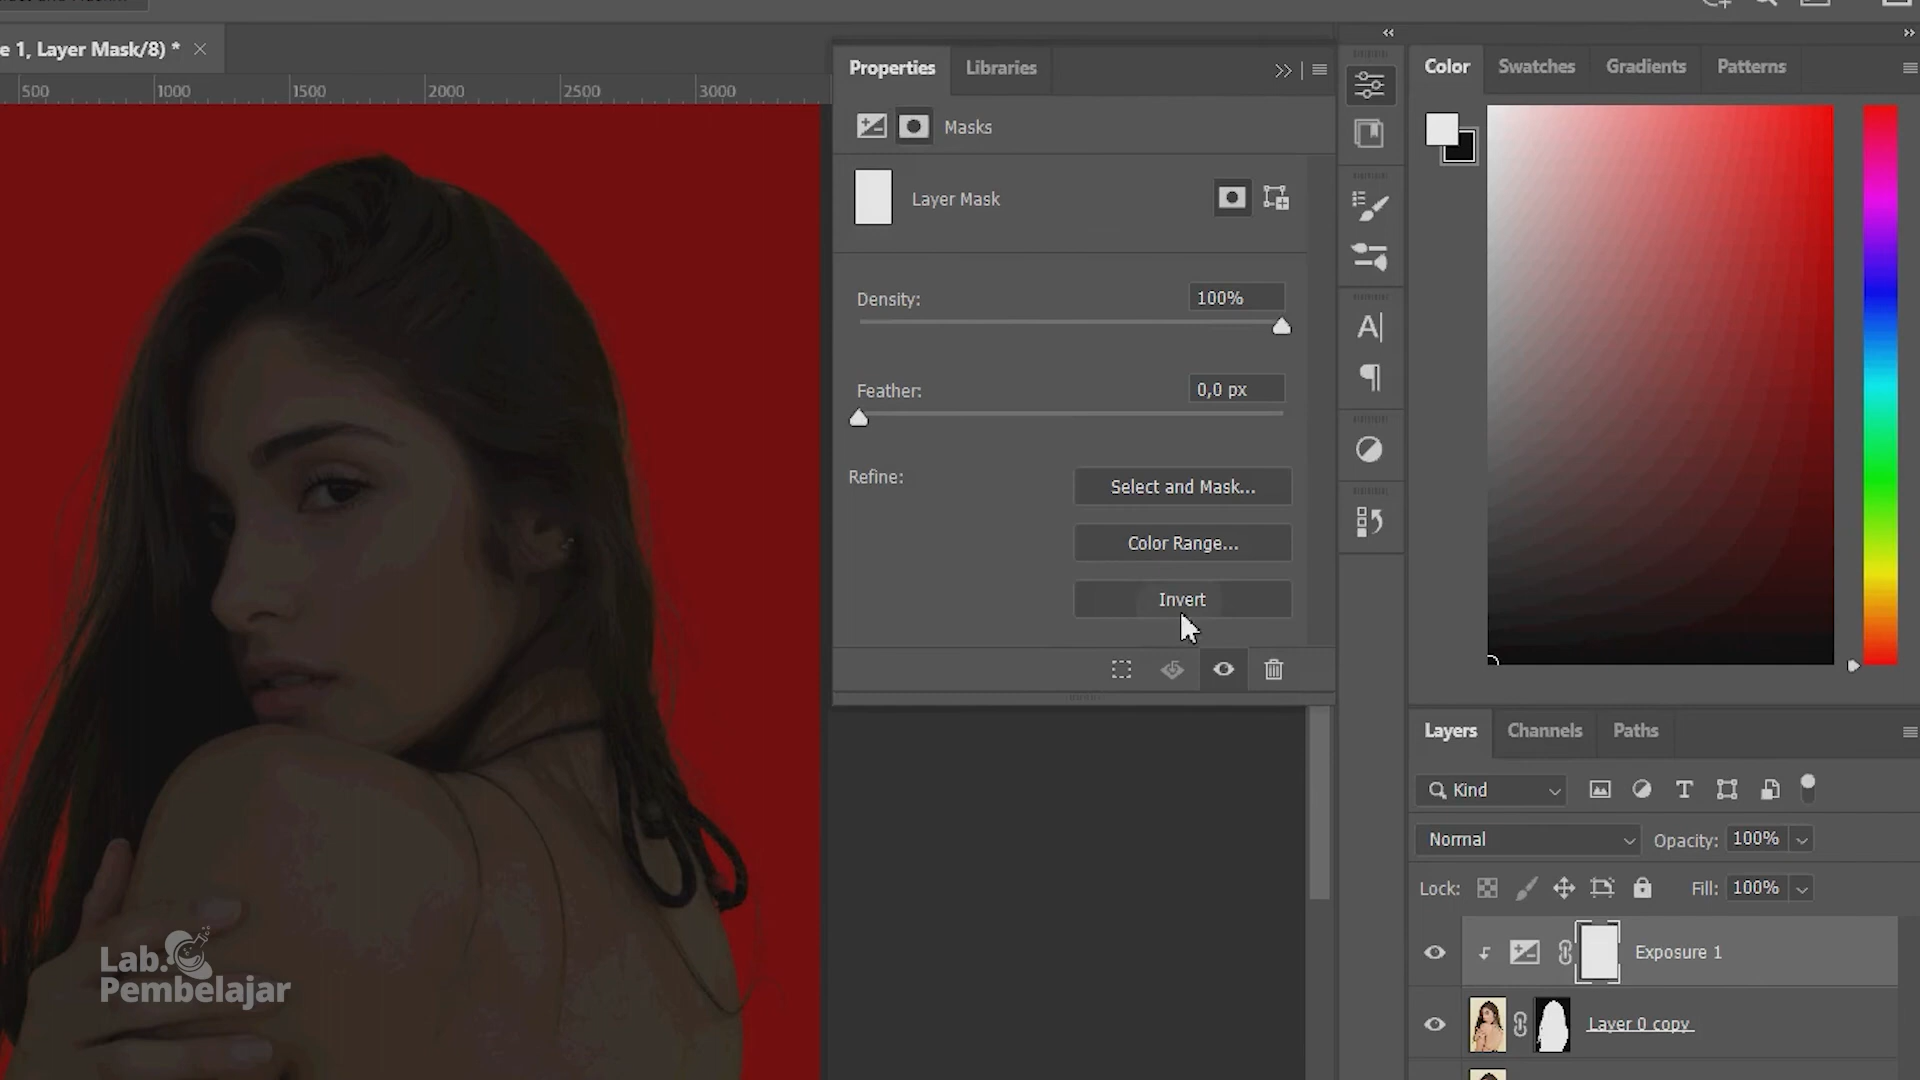 e 1, Layer Mask/8) *
500 1000 1500 2000 2500 3000
Properties Libraries
Masks
Layer Mask
Density: 100%
Feather: 0,0 px
Refine:
Select and Mask...
Color Range...
Invert
Color Swatches Gradients Patterns
Layers Channels Paths
Kind
Normal Opacity: 100%
Lock: Fill: 100%
Exposure 1
Layer 0 copy
Lab.
Pembelajar